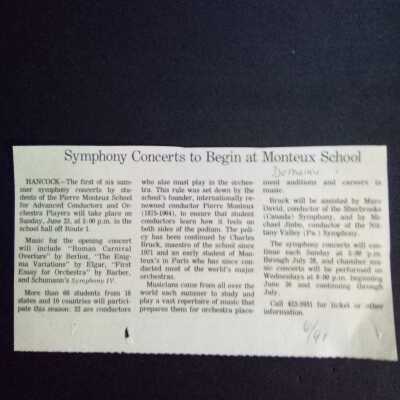 Symphony Concerts to Begin at Monteux School
HANCOCK—The first of six sum-
mer symphony concerts by stu-
dents of the Pierre Monteux School
for Advanced Conductors and Or-
chestra Players will take place on
Sunday, June 23, at 5:00 p.m. in the
school hall off Route 1.
Music for the opening concert
will include "Roman Carnival
Overture" by Berlioz, "The Enig-
ma Variations" by Elgar, "First
Essay for Orchestra" by Barber,
and Schumann's Symphony IV.
More than 60 students from 18
states and 10 countries will partici-
pate this season. 22 are conductors
who also must play in the orches-
tra. This rule was set down by the
school's founder, internationally re-
nowned conductor Pierre Monteux
(1875-1964), to ensure that student
conductors learn how it feels on
both sides of the podium. The poli-
cy has been continued by Charles
Bruck, maestro of the school since
1971 and an early student of Mon-
teux's in Paris who has since con-
ducted most of the world's major
orchestras.
Musicians come from all over the
world each summer to study and
play a vast repertoire of music that
prepares them for orchestra place-
ment auditions and careers in
music.
Bruck will be assisted by Marc
David, conductor of the Sherbrooke
(Canada) Symphony, and by Mi-
chael Jinbo, conductor of the Nit-
tany Valley (Pa.) Symphony.
The symphony concerts will con-
tinue each Sunday at 5:00 p.m.
through July 28, and chamber mu-
sic concerts will be performed on
Wednesdays at 8:00 p.m. beginning
June 26 and continuing through
July.
Call 422-3931 for ticket or other
information.
6/91